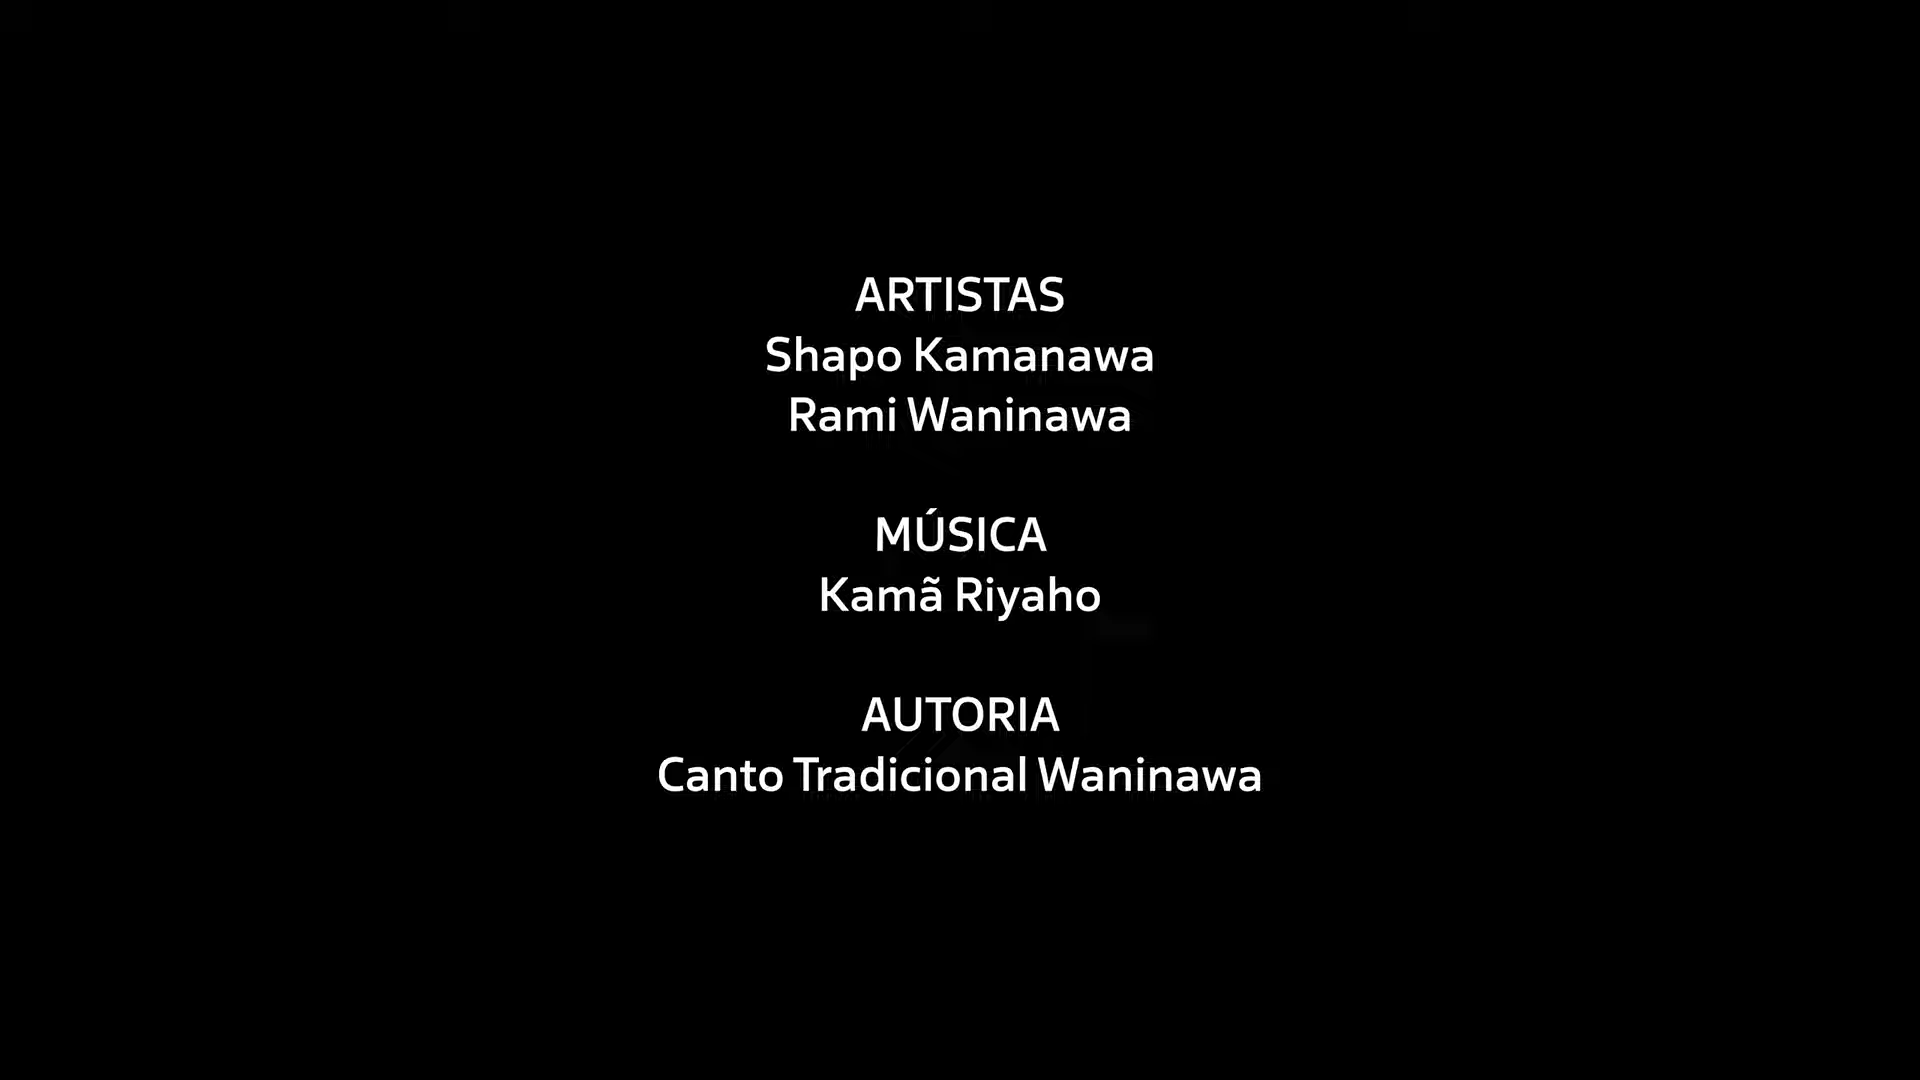 ARTISTAS
Shapo Kamanawa
Rami Waninawa
MÚSICA
Kamã Riyaho
AUTORIA
Canto Tradicional Waninawa